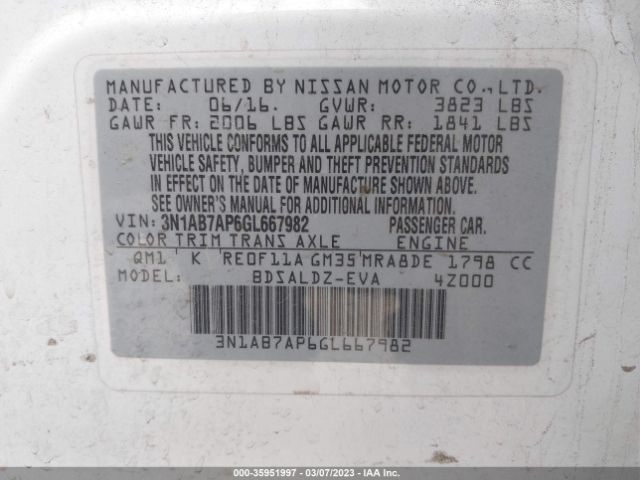 MANUFACTURED BY NISSAN MOTOR CO., LTD.
DATE: 06/16. GVWR: 3823 LBS
GAWR FR: 2006 LBS GAWR RR: 1841 LBS
THIS VEHICLE CONFORMS TO ALL APPLICABLE FEDERAL MOTOR
VEHICLE SAFETY, BUMPER AND THEFT PREVENTION STANDARDS
IN EFFECT ON THE DATE OF MANUFACTURE SHOWN ABOVE.
SEE OWNER'S MANUAL FOR ADDITIONAL INFORMATION.
VIN: 3N1AB7AP6GL667982 PASSENGER CAR.
COLOR TRIM TRANS AXLE ENGINE
QM1 K RE0F11A GM35 MRA8DE 1798 CC
MODEL: BDSALDZ-EVA 4Z000
3N1AB7AP6GL667982
000-35951997 — 03/07/2023 — IAA Inc.